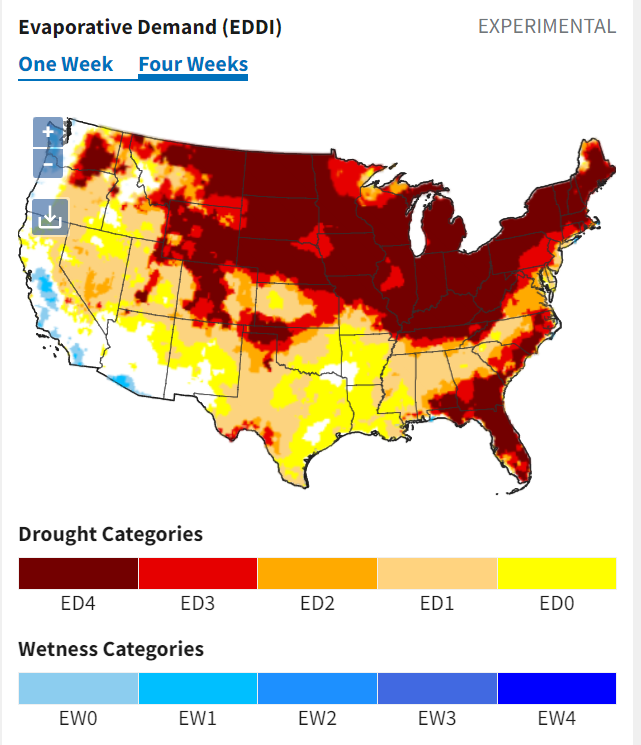 Evaporative Demand (EDDI) EXPERIMENTAL
One Week Four Weeks
+
−
Drought Categories
ED4 ED3 ED2 ED1 ED0
Wetness Categories
EW0 EW1 EW2 EW3 EW4